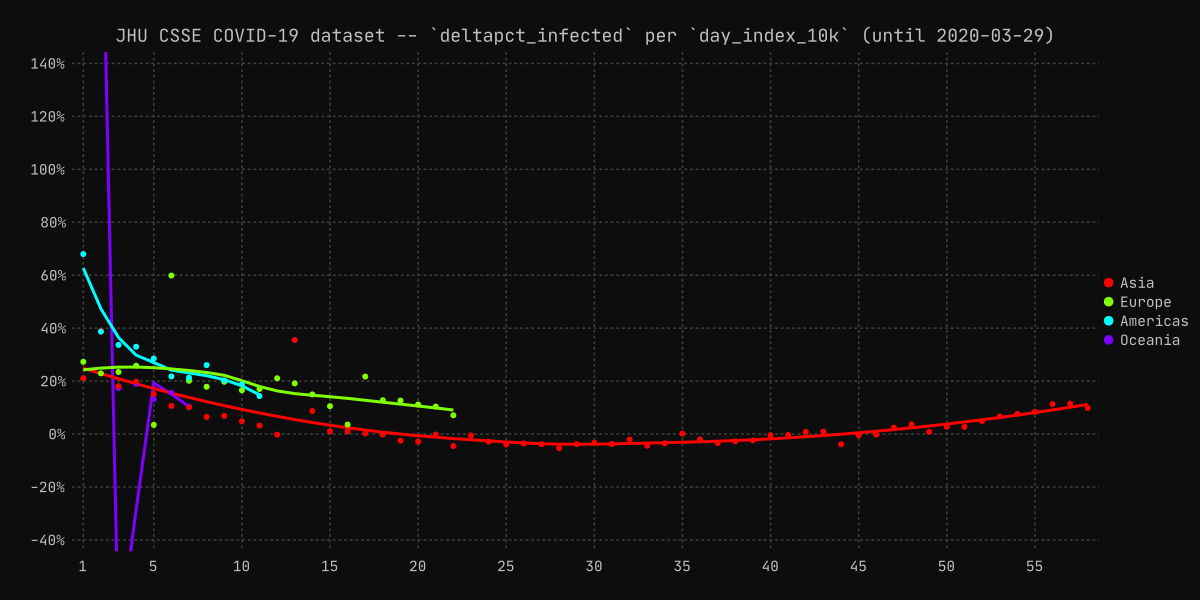 JHU CSSE COVID-19 dataset -- `deltapct_infected` per `day_index_10k` (until 2020-03-29)
140%
120%
100%
80%
60%
40%
20%
0%
-20%
-40%
1 5 10 15 20 25 30 35 40 45 50 55
Asia
Europe
Americas
Oceania